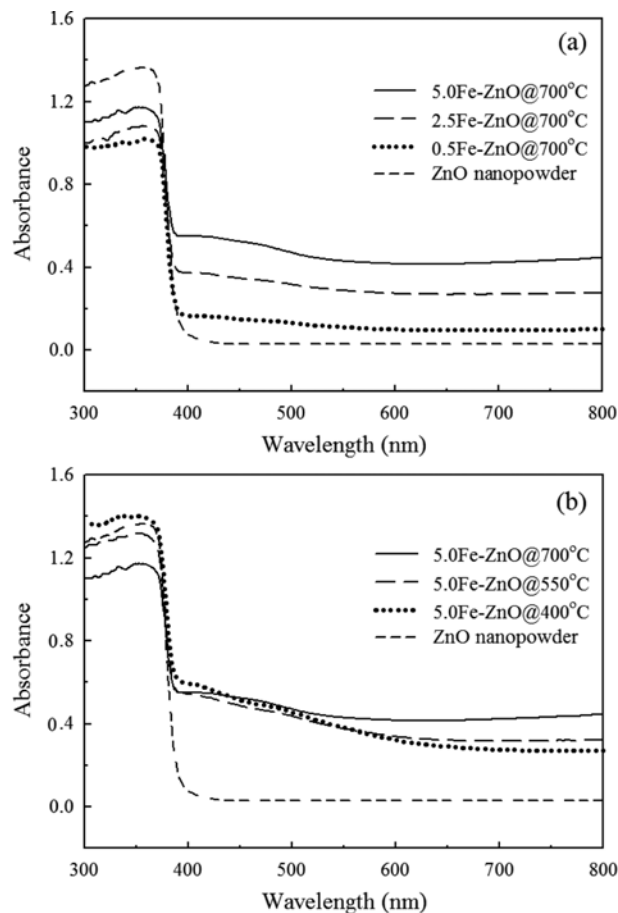 (a)
1.6
1.2
0.8
0.4
0.0
Absorbance
5.0Fe-ZnO@700°C
2.5Fe-ZnO@700°C
0.5Fe-ZnO@700°C
ZnO nanopowder
300 400 500 600 700 800
Wavelength (nm)
(b)
1.6
1.2
0.8
0.4
0.0
Absorbance
5.0Fe-ZnO@700°C
5.0Fe-ZnO@550°C
5.0Fe-ZnO@400°C
ZnO nanopowder
300 400 500 600 700 800
Wavelength (nm)